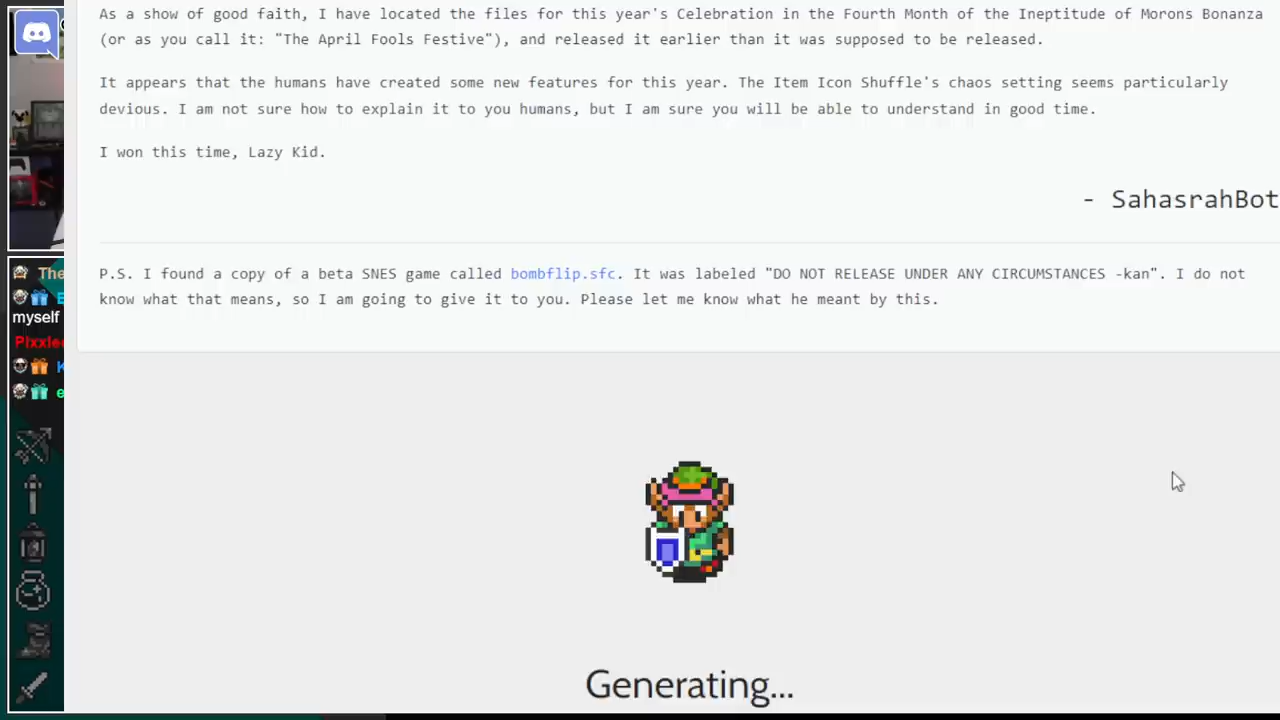 As a show of good faith, I have located the files for this year's Celebration in the Fourth Month of the Ineptitude of Morons Bonanza
(or as you call it: "The April Fools Festive"), and released it earlier than it was supposed to be released.
It appears that the humans have created some new features for this year. The Item Icon Shuffle's chaos setting seems particularly
devious. I am not sure how to explain it to you humans, but I am sure you will be able to understand in good time.
I won this time, Lazy Kid.
- SahasrahBot
P.S. I found a copy of a beta SNES game called bombflip.sfc. It was labeled "DO NOT RELEASE UNDER ANY CIRCUMSTANCES -kan". I do not
know what that means, so I am going to give it to you. Please let me know what he meant by this.
The
myself
Generating...